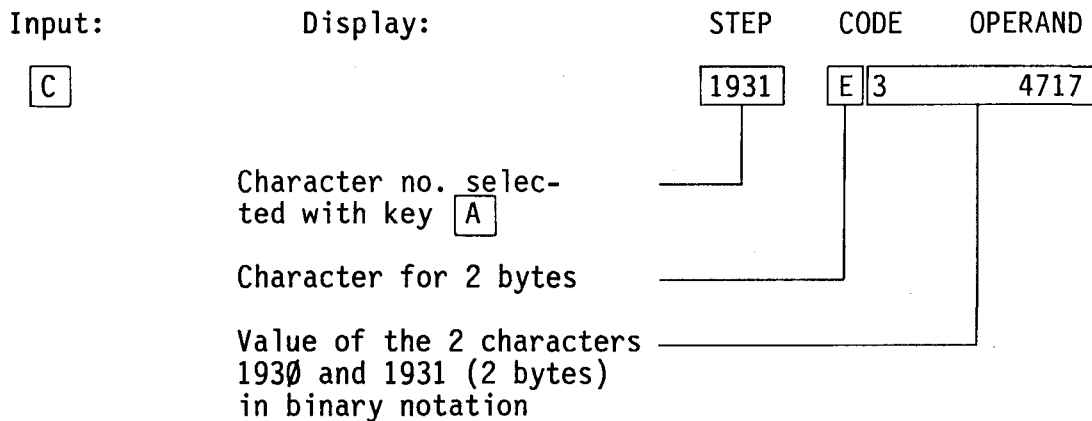 Input: Display: STEP CODE OPERAND
C 1931 E 3 4717
Character no. selec-
ted with key A
Character for 2 bytes
Value of the 2 characters
193Ø and 1931 (2 bytes)
in binary notation